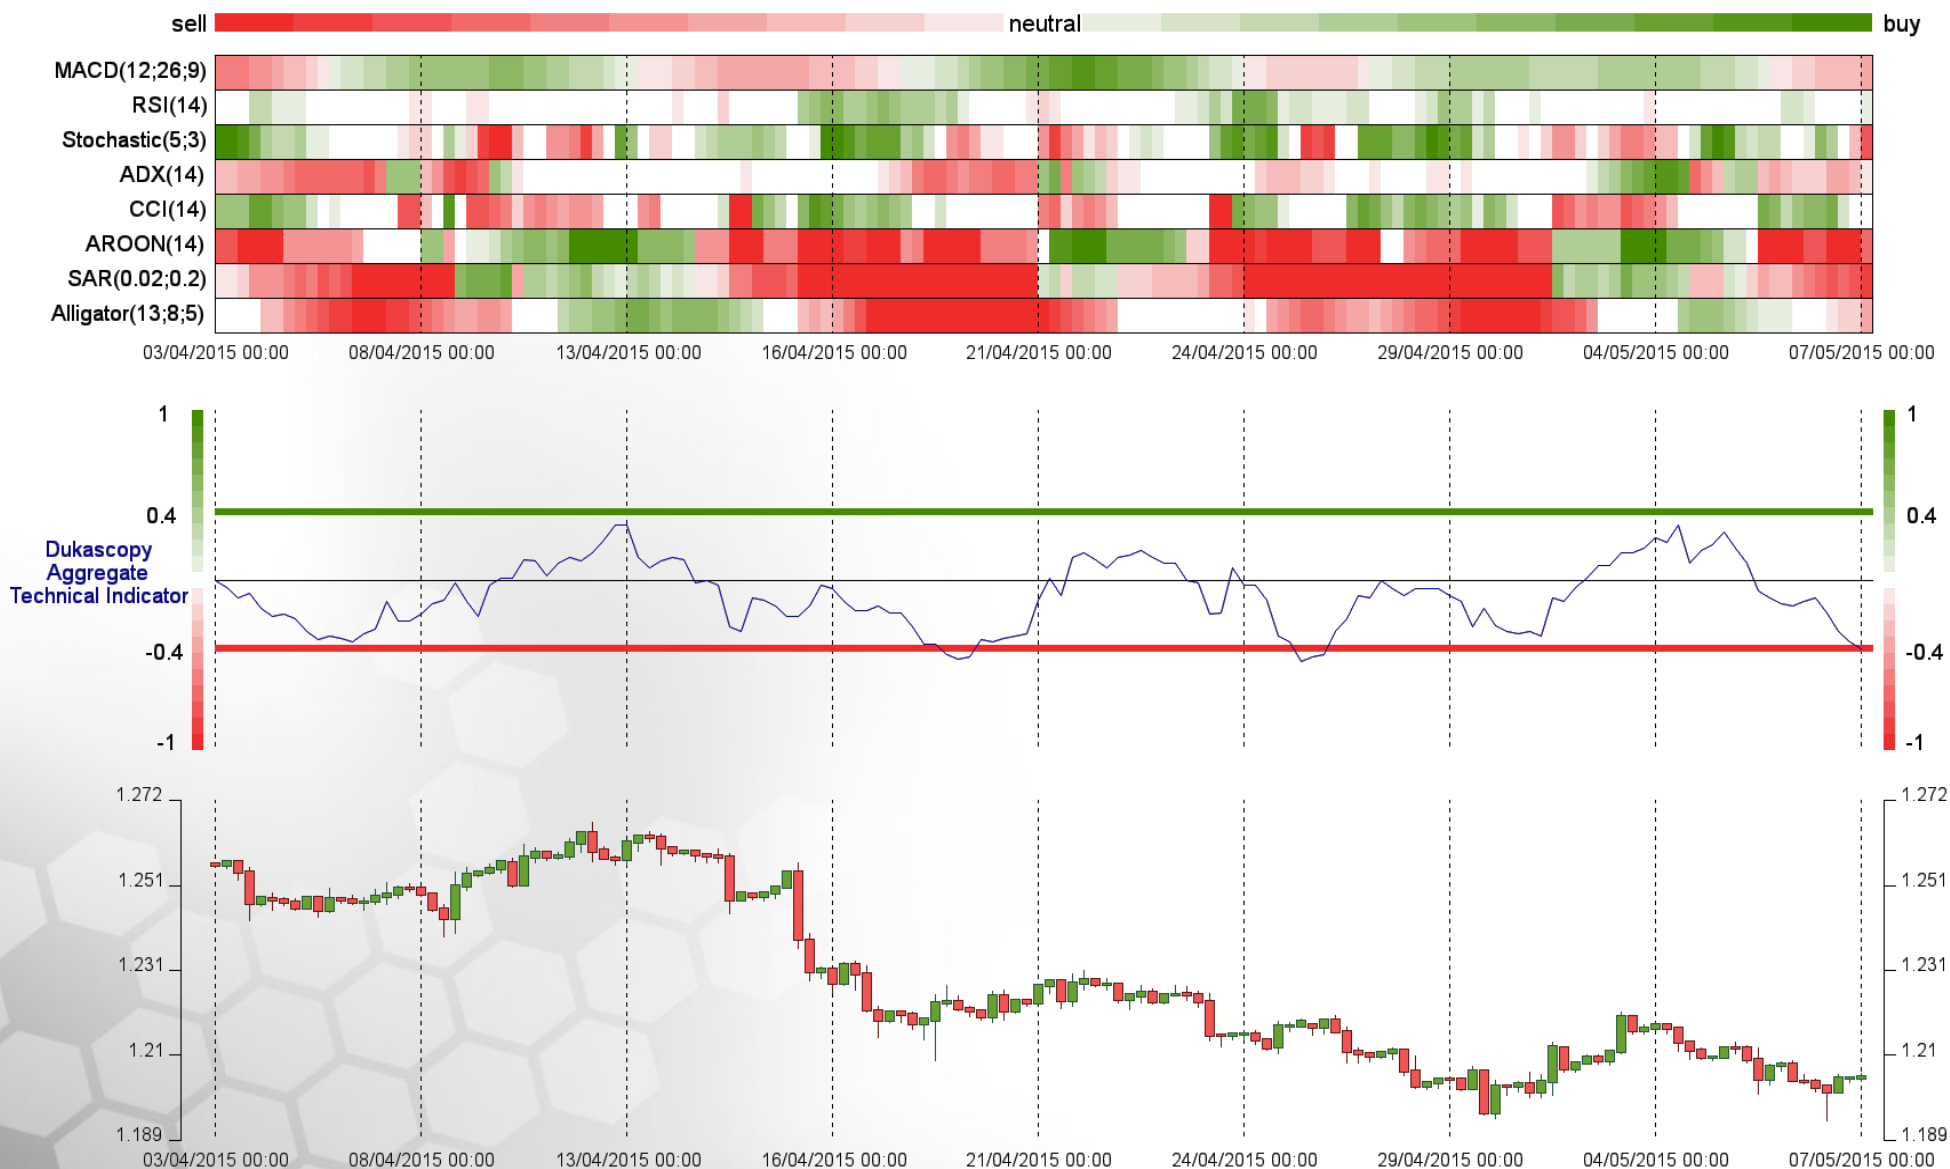 sell neutral buy
MACD(12;26;9)
RSI(14)
Stochastic(5;3)
ADX(14)
CCI(14)
AROON(14)
SAR(0.02;0.2)
Alligator(13;8;5)
03/04/2015 00:00 08/04/2015 00:00 13/04/2015 00:00 16/04/2015 00:00 21/04/2015 00:00 24/04/2015 00:00 29/04/2015 00:00 04/05/2015 00:00 07/05/2015 00:00
1 1
0.4 0.4
Dukascopy
Aggregate
Technical Indicator
-0.4 -0.4
-1 -1
1.272 1.272
1.251 1.251
1.231 1.231
1.21 1.21
1.189 1.189
03/04/2015 00:00 08/04/2015 00:00 13/04/2015 00:00 16/04/2015 00:00 21/04/2015 00:00 24/04/2015 00:00 29/04/2015 00:00 04/05/2015 00:00 07/05/2015 00:00